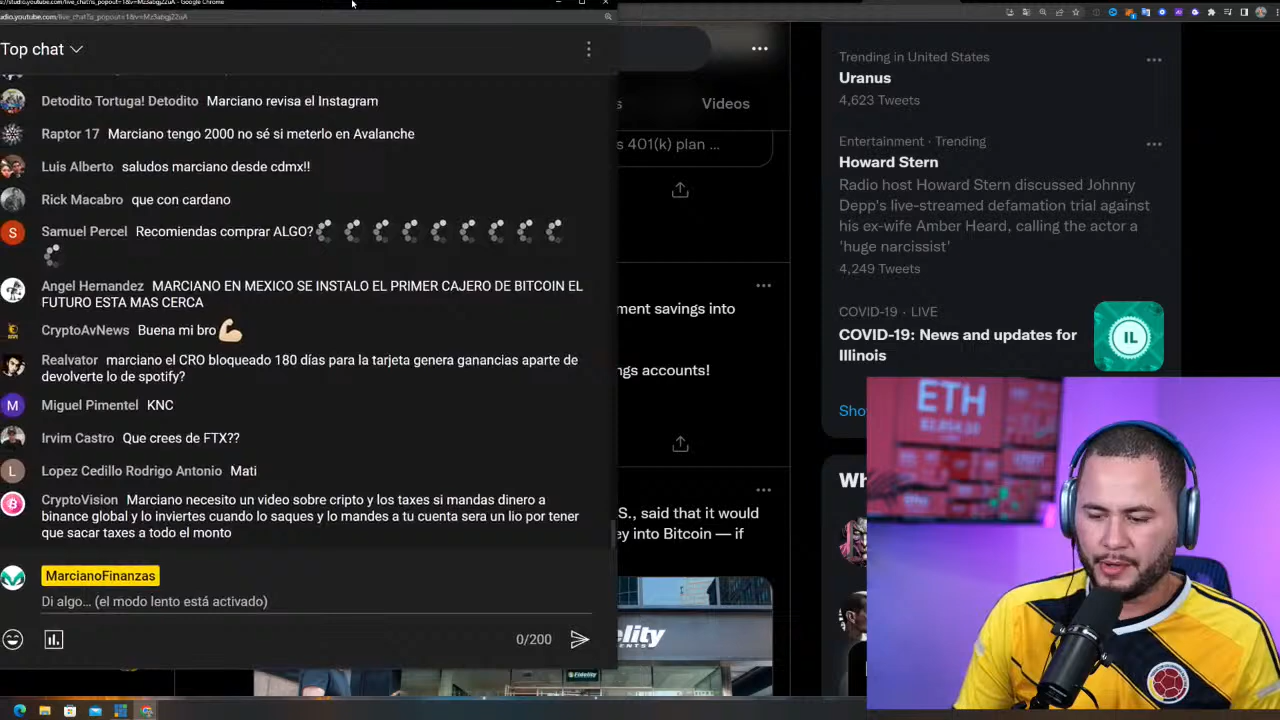 Top chat
Detodito Tortuga! Detodito Marciano revisa el Instagram
Raptor 17 Marciano tengo 2000 no sé si meterlo en Avalanche
Luis Alberto saludos marciano desde cdmx!!
Rick Macabro que con cardano
Samuel Percel Recomiendas comprar ALGO?
Angel Hernandez MARCIANO EN MEXICO SE INSTALO EL PRIMER CAJERO DE BITCOIN EL
FUTURO ESTA MAS CERCA
CryptoAvNews Buena mi bro
Realvator marciano el CRO bloqueado 180 días para la tarjeta genera ganancias aparte de
devolverte lo de spotify?
Miguel Pimentel KNC
Irvim Castro Que crees de FTX??
Lopez Cedillo Rodrigo Antonio Mati
CryptoVision Marciano necesito un video sobre cripto y los taxes si mandas dinero a
binance global y lo inviertes cuando lo saques y lo mandes a tu cuenta sera un lio por tener
que sacar taxes a todo el monto
MarcianoFinanzas
Di algo... (el modo lento está activado)
0/200
Videos
s 401(k) plan ...
ment savings into
ngs accounts!
S., said that it would
ey into Bitcoin — if
Fidelity
Trending in United States
Uranus
4,623 Tweets
Entertainment · Trending
Howard Stern
Radio host Howard Stern discussed Johnny
Depp's live-streamed defamation trial against
his ex-wife Amber Heard, calling the actor a
'huge narcissist'
4,249 Tweets
COVID-19 · LIVE
COVID-19: News and updates for
Illinois
IL
Sho
Wh
ETH